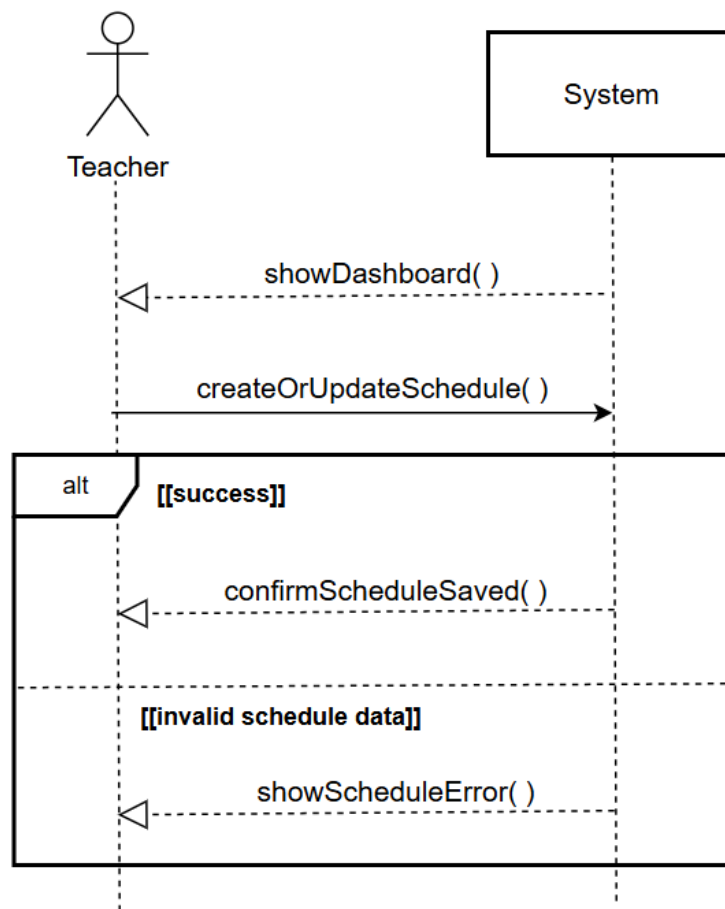 Teacher
System
showDashboard( )
createOrUpdateSchedule( )
alt
[[success]]
confirmScheduleSaved( )
[[invalid schedule data]]
showScheduleError( )